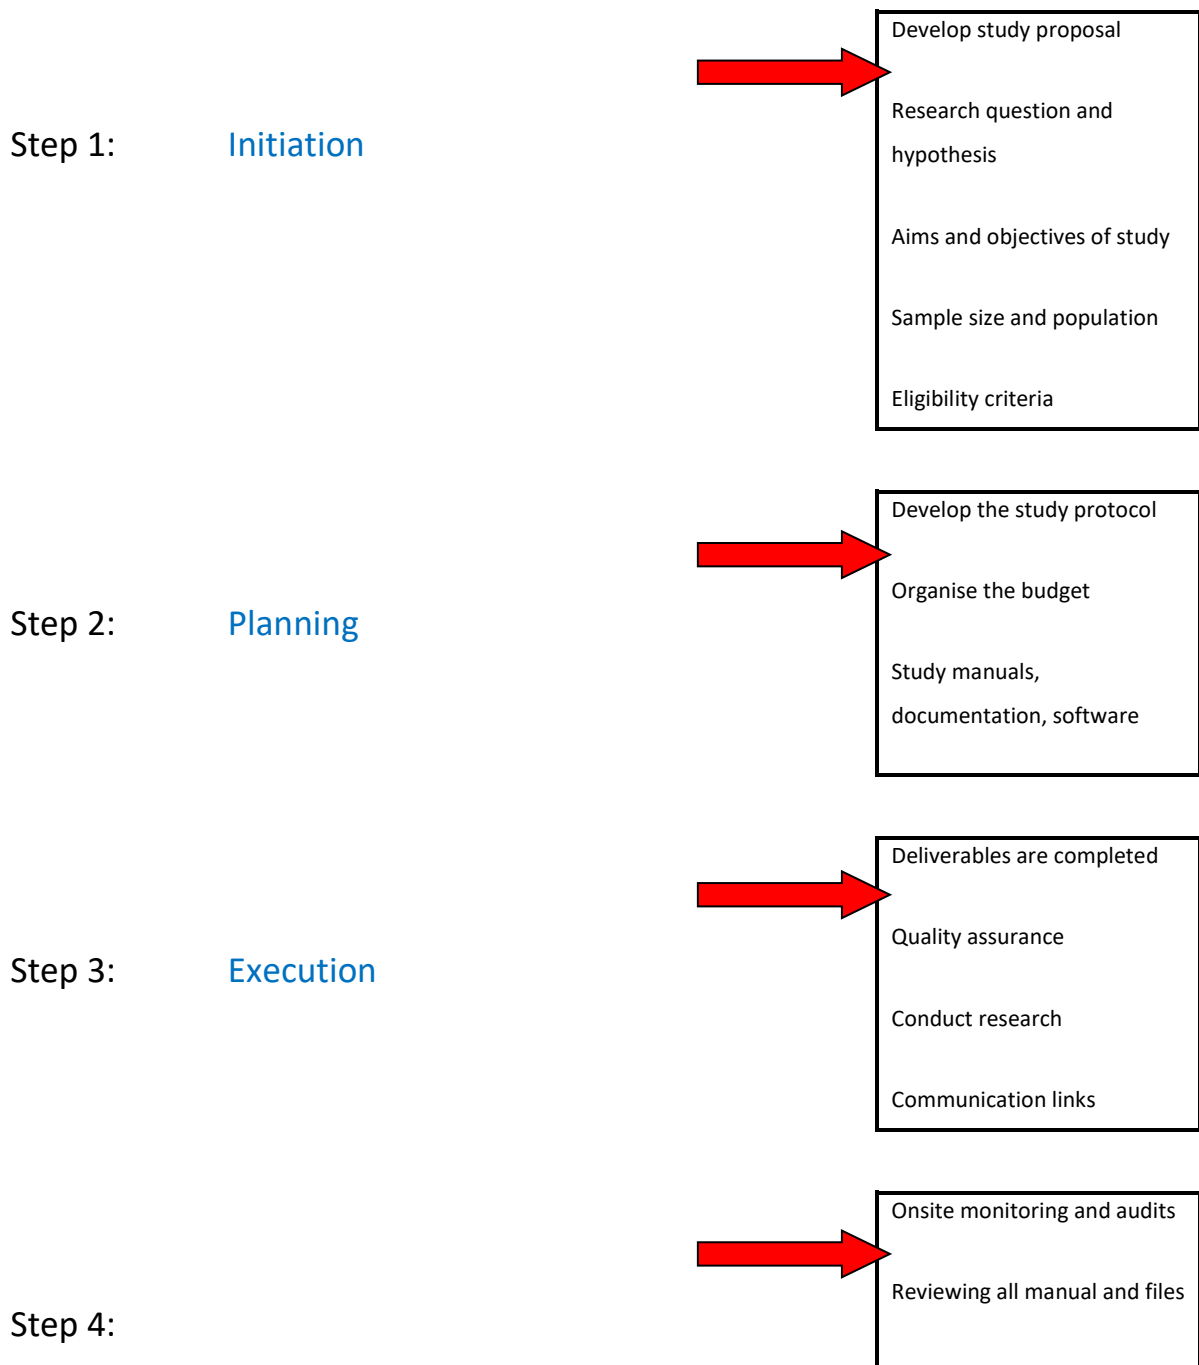 Develop study proposal
Research question and
hypothesis
Step 1: Initiation
Aims and objectives of study
Sample size and population
Eligibility criteria
Develop the study protocol
Organise the budget
Step 2: Planning
Study manuals,
documentation, software
Deliverables are completed
Quality assurance
Step 3: Execution
Conduct research
Communication links
Onsite monitoring and audits
Reviewing all manual and files
Step 4: